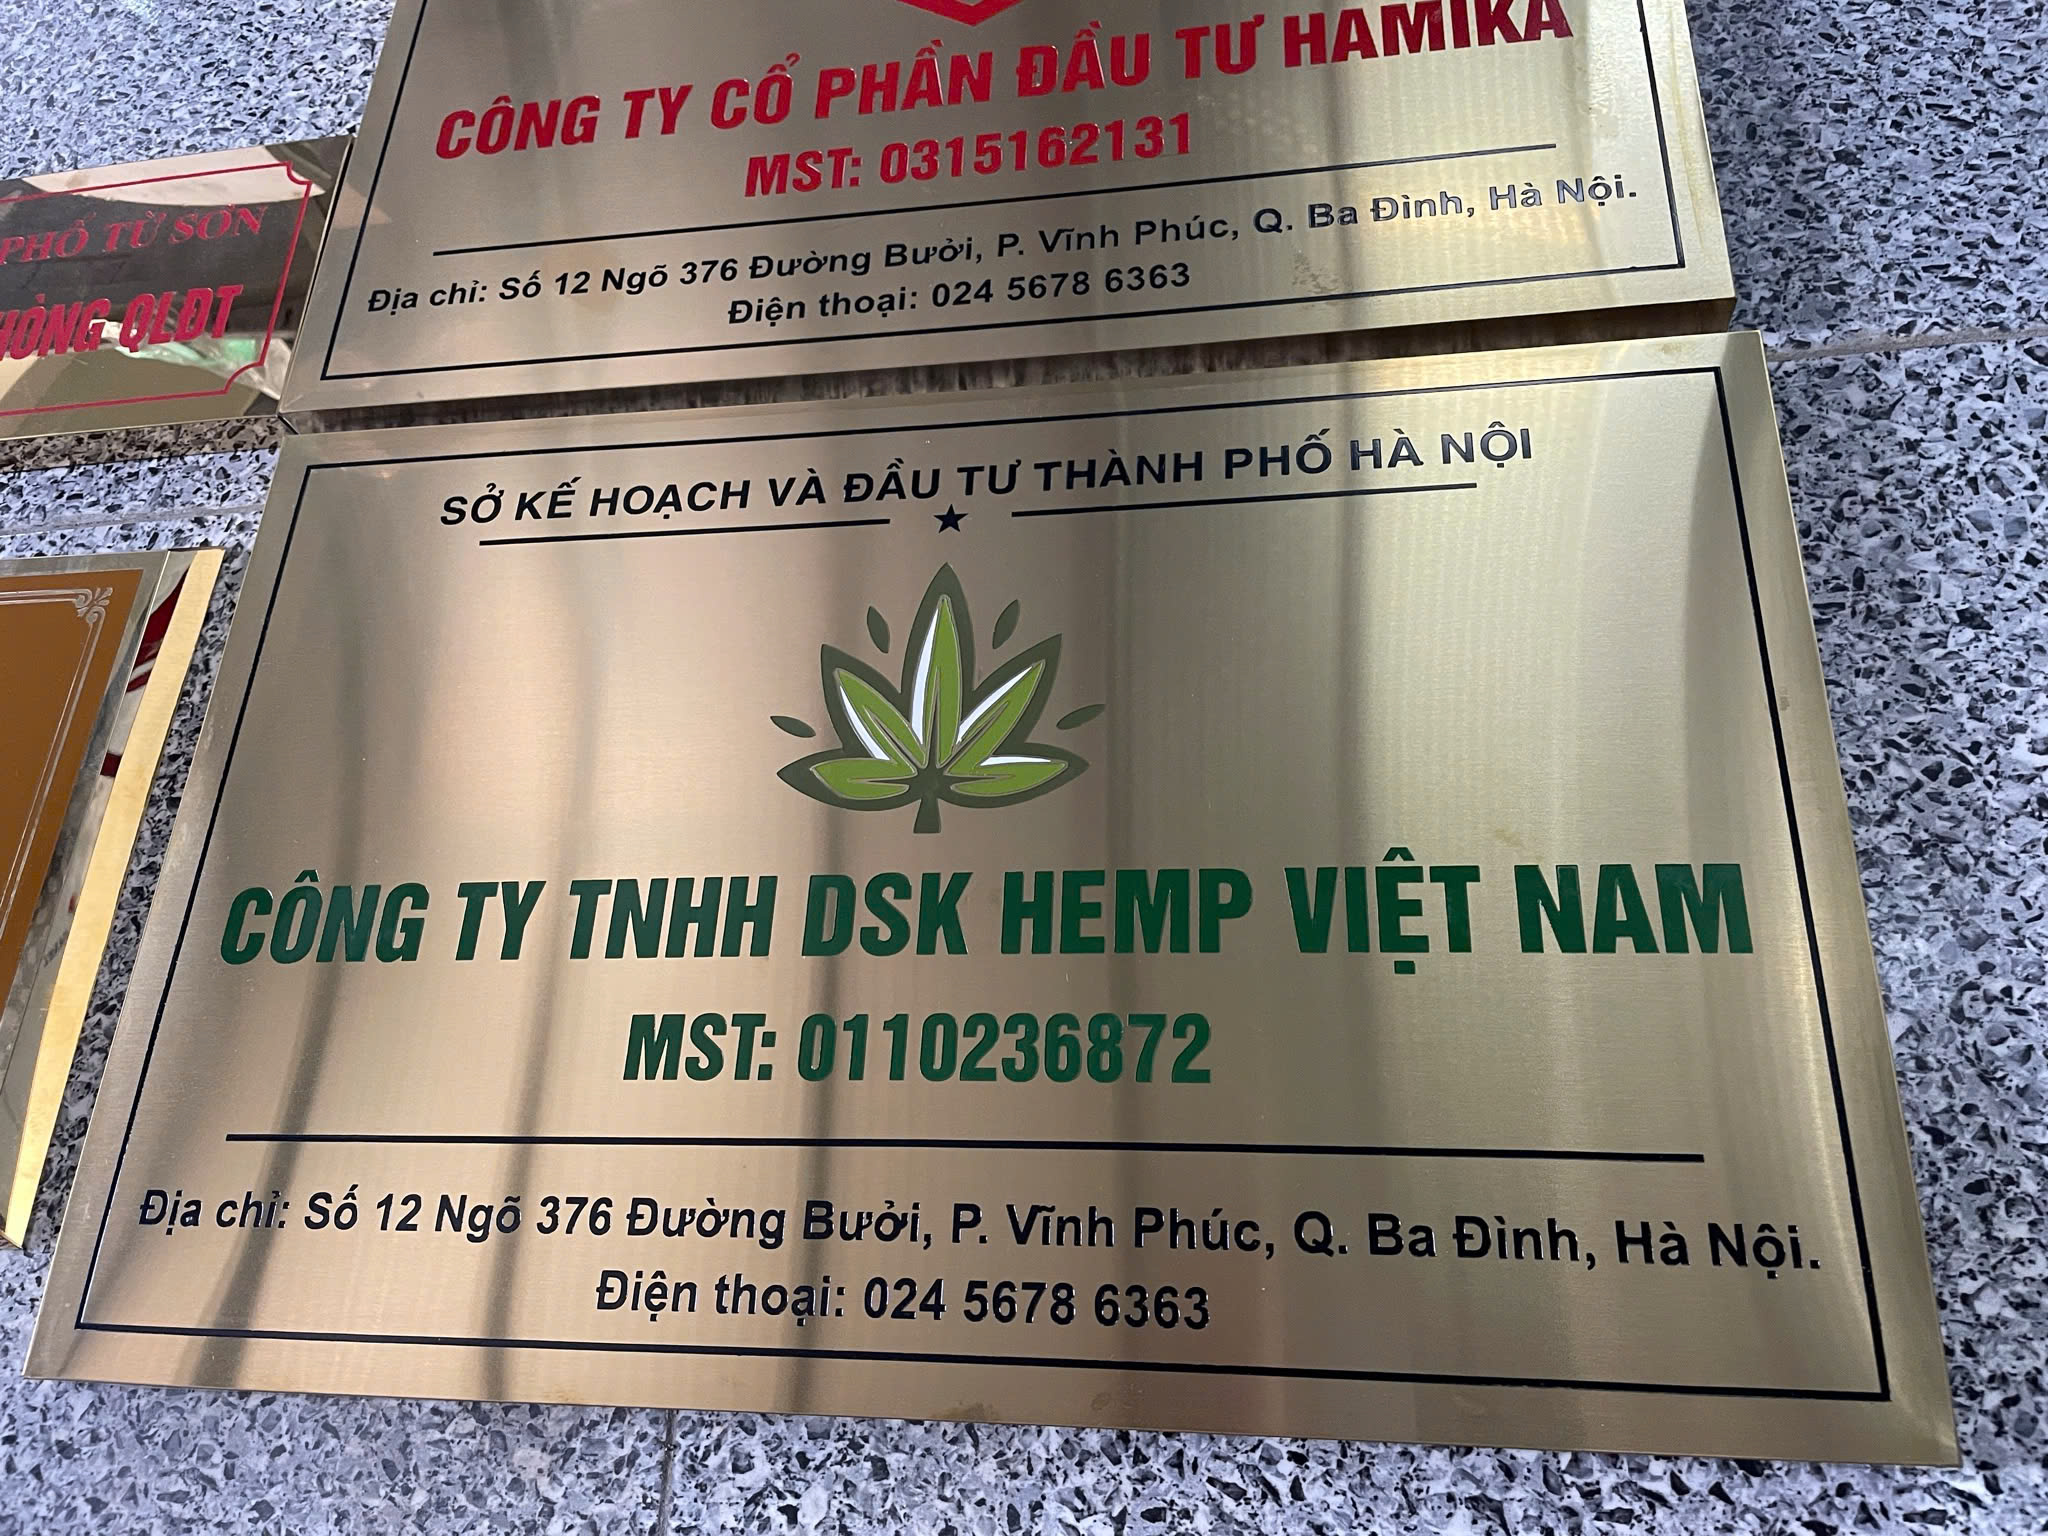 CÔNG TY CỔ PHẦN ĐẦU TƯ HAMIKA
MST: 0315162131
Địa chỉ: Số 12 Ngõ 376 Đường Bưởi, P. Vĩnh Phúc, Q. Ba Đình, Hà Nội.
Điện thoại: 024 5678 6363
PHỐ TỪ SƠN
QLĐT
SỞ KẾ HOẠCH VÀ ĐẦU TƯ THÀNH PHỐ HÀ NỘI
CÔNG TY TNHH DSK HEMP VIỆT NAM
MST: 0110236872
Địa chỉ: Số 12 Ngõ 376 Đường Bưởi, P. Vĩnh Phúc, Q. Ba Đình, Hà Nội.
Điện thoại: 024 5678 6363